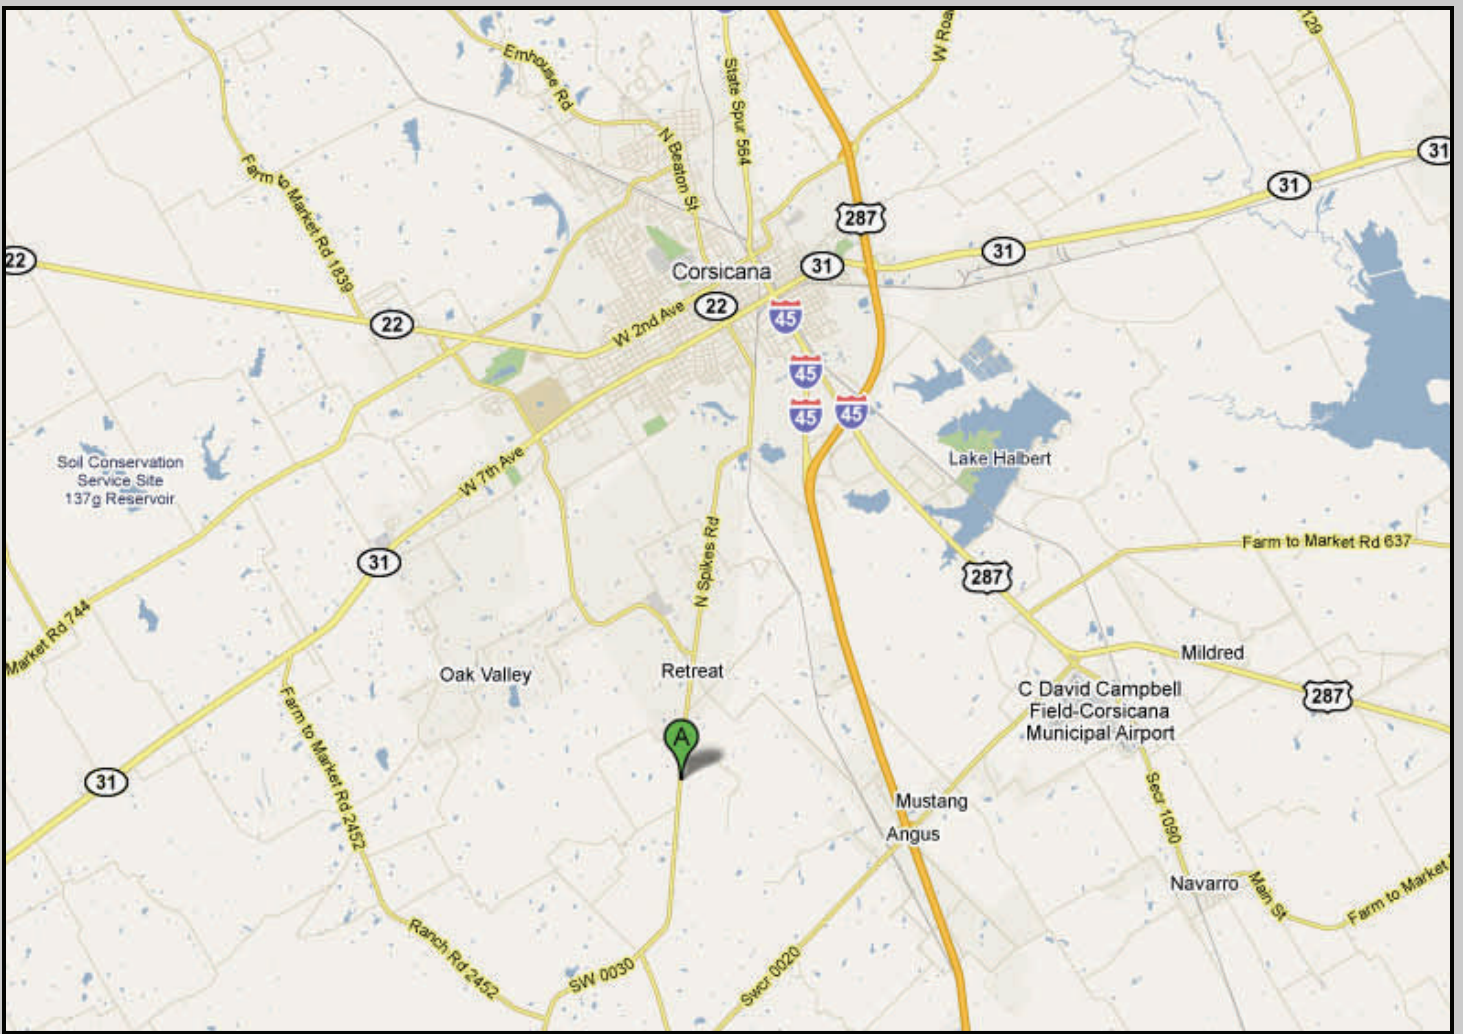 129
W Roa
Emhouse Rd
State Spur 564
31
N Beaton St
Farm to Market Rd 1839
31
287
22
31
31
Corsicana
22
22
W 2nd Ave
45
45
45
45
Lake Halbert
Soil Conservation
Service Site
137g Reservoir
W 7th Ave
31
N Spikes Rd
Farm to Market Rd 637
287
Market Rd 744
Oak Valley
Retreat
Mildred
C David Campbell
Field-Corsicana
Municipal Airport
287
Farm to Market Rd 2452
A
31
Mustang
Angus
Secr 1090
Navarro
Main St
Farm to Market
Ranch Rd 2452
SW 0030
Swcr 0020